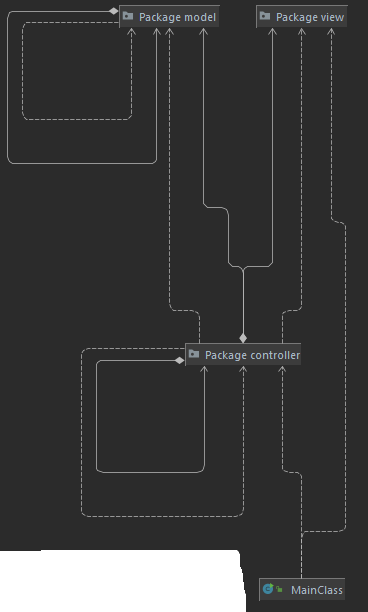 Package model
Package view
Package controller
MainClass